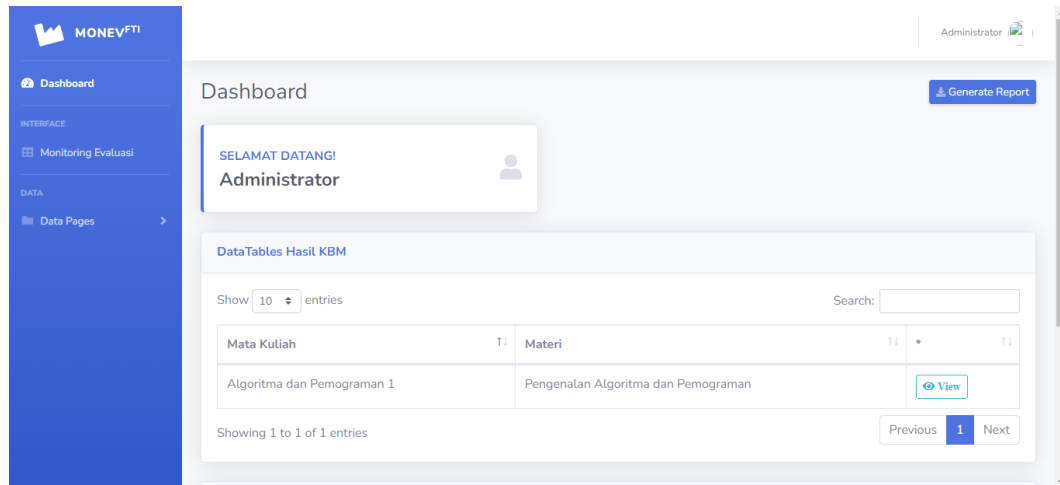 MONEVFTI
Administrator
Dashboard
Dashboard
Generate Report
INTERFACE
Monitoring Evaluasi
SELAMAT DATANG!
Administrator
DATA
Data Pages
DataTables Hasil KBM
Show 10 entries
Search:
Mata Kuliah Materi *
Algoritma dan Pemograman 1 Pengenalan Algoritma dan Pemograman View
Showing 1 to 1 of 1 entries
Previous 1 Next